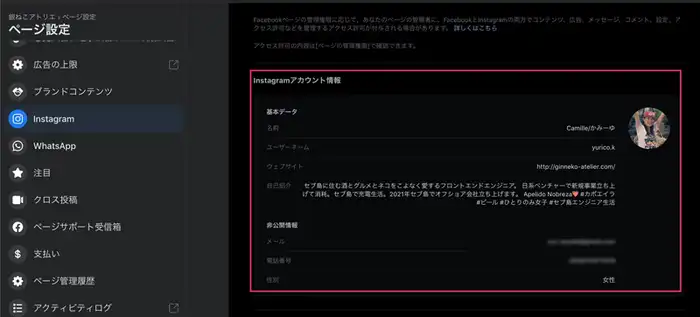 銀ねこアトリエ › ページ設定
ページ設定
広告の上限
ブランドコンテンツ
Instagram
WhatsApp
注目
クロス投稿
ページサポート受信箱
支払い
ページ管理履歴
アクティビティログ
Facebookページの管理権限に応じて、あなたのページの管理者に、FacebookとInstagramの両方でコンテンツ、広告、メッセージ、コメント、設定、ア
クセス許可などを管理するアクセス許可が付与される場合があります。 詳しくはこちら
アクセス許可の内容は[ページの管理権限]で確認できます。
Instagramアカウント情報
基本データ
名前 Camille/かみーゆ
ユーザーネーム yurico.k
ウェブサイト http://ginneko-atelier.com/
自己紹介 セブ島に住む酒とグルメとネコをこよなく愛するフロントエンドエンジニア。 日系ベンチャーで新規事業立ち上
げて消耗。セブ島で充電生活。2021年セブ島でオフショア会社立ち上げます。 Apelido Nobreza❤️ #カポエイラ
#ビール #ひとりのみ女子 #セブ島エンジニア生活
非公開情報
メール
電話番号
性別 女性